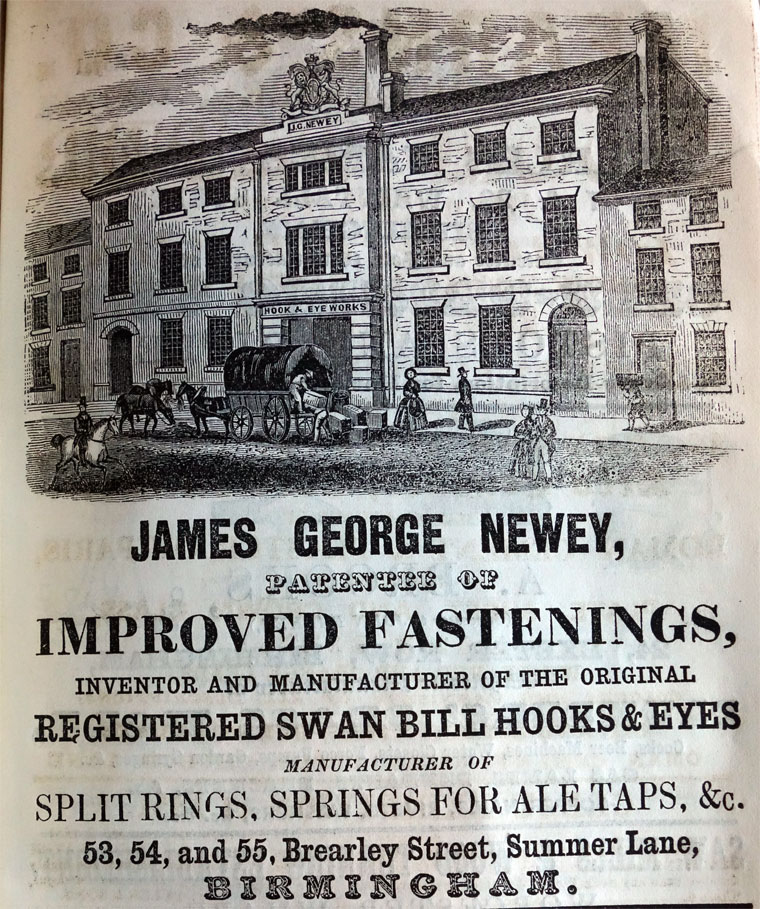 J.G. NEWEY
HOOK & EYE WORKS
JAMES GEORGE NEWEY,
PATENTEE OF
IMPROVED FASTENINGS,
INVENTOR AND MANUFACTURER OF THE ORIGINAL
REGISTERED SWAN BILL HOOKS & EYES
MANUFACTURER OF
SPLIT RINGS, SPRINGS FOR ALE TAPS, &c.
53, 54, and 55, Brearley Street, Summer Lane,
BIRMINGHAM.